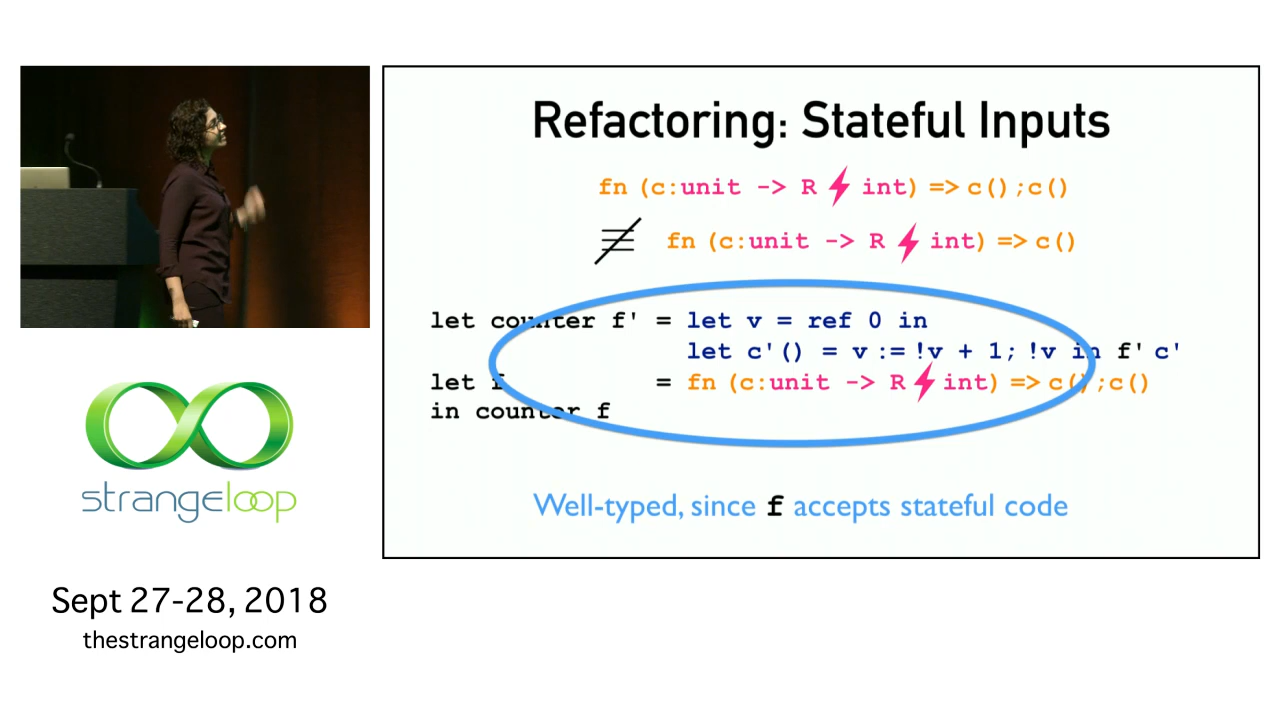 Refactoring: Stateful Inputs
fn (c:unit -> R ⚡ int) => c();c()
≢ fn (c:unit -> R ⚡ int) => c()
let counter f' = let v = ref 0 in
let c'() = v := !v + 1; !v in f' c'
let f = fn (c:unit -> R ⚡ int) => c();c()
in counter f
Well-typed, since f accepts stateful code
strangeloop
Sept 27-28, 2018
thestrangeloop.com